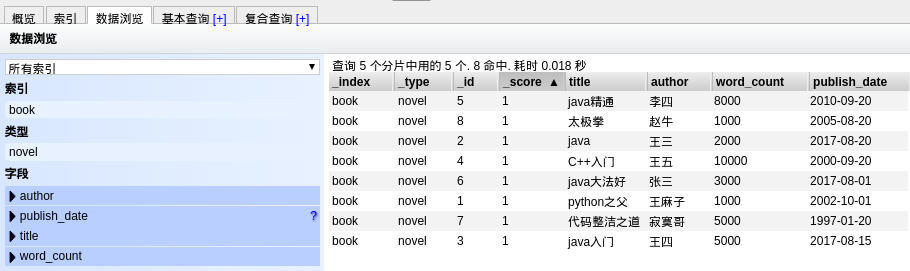 概览 索引 数据浏览 基本查询 [+] 复合查询 [+]
数据浏览
所有索引 ▼
索引
book
类型
novel
字段
author
publish_date ?
title
word_count
查询 5 个分片中用的 5 个. 8 命中. 耗时 0.018 秒
_index _type _id _score ▲ title author word_count publish_date
book novel 5 1 java精通 李四 8000 2010-09-20
book novel 8 1 太极拳 赵牛 1000 2005-08-20
book novel 2 1 java 王三 2000 2017-08-20
book novel 4 1 C++入门 王五 10000 2000-09-20
book novel 6 1 java大法好 张三 3000 2017-08-01
book novel 1 1 python之父 王麻子 1000 2002-10-01
book novel 7 1 代码整洁之道 寂寞哥 5000 1997-01-20
book novel 3 1 java入门 王四 5000 2017-08-15